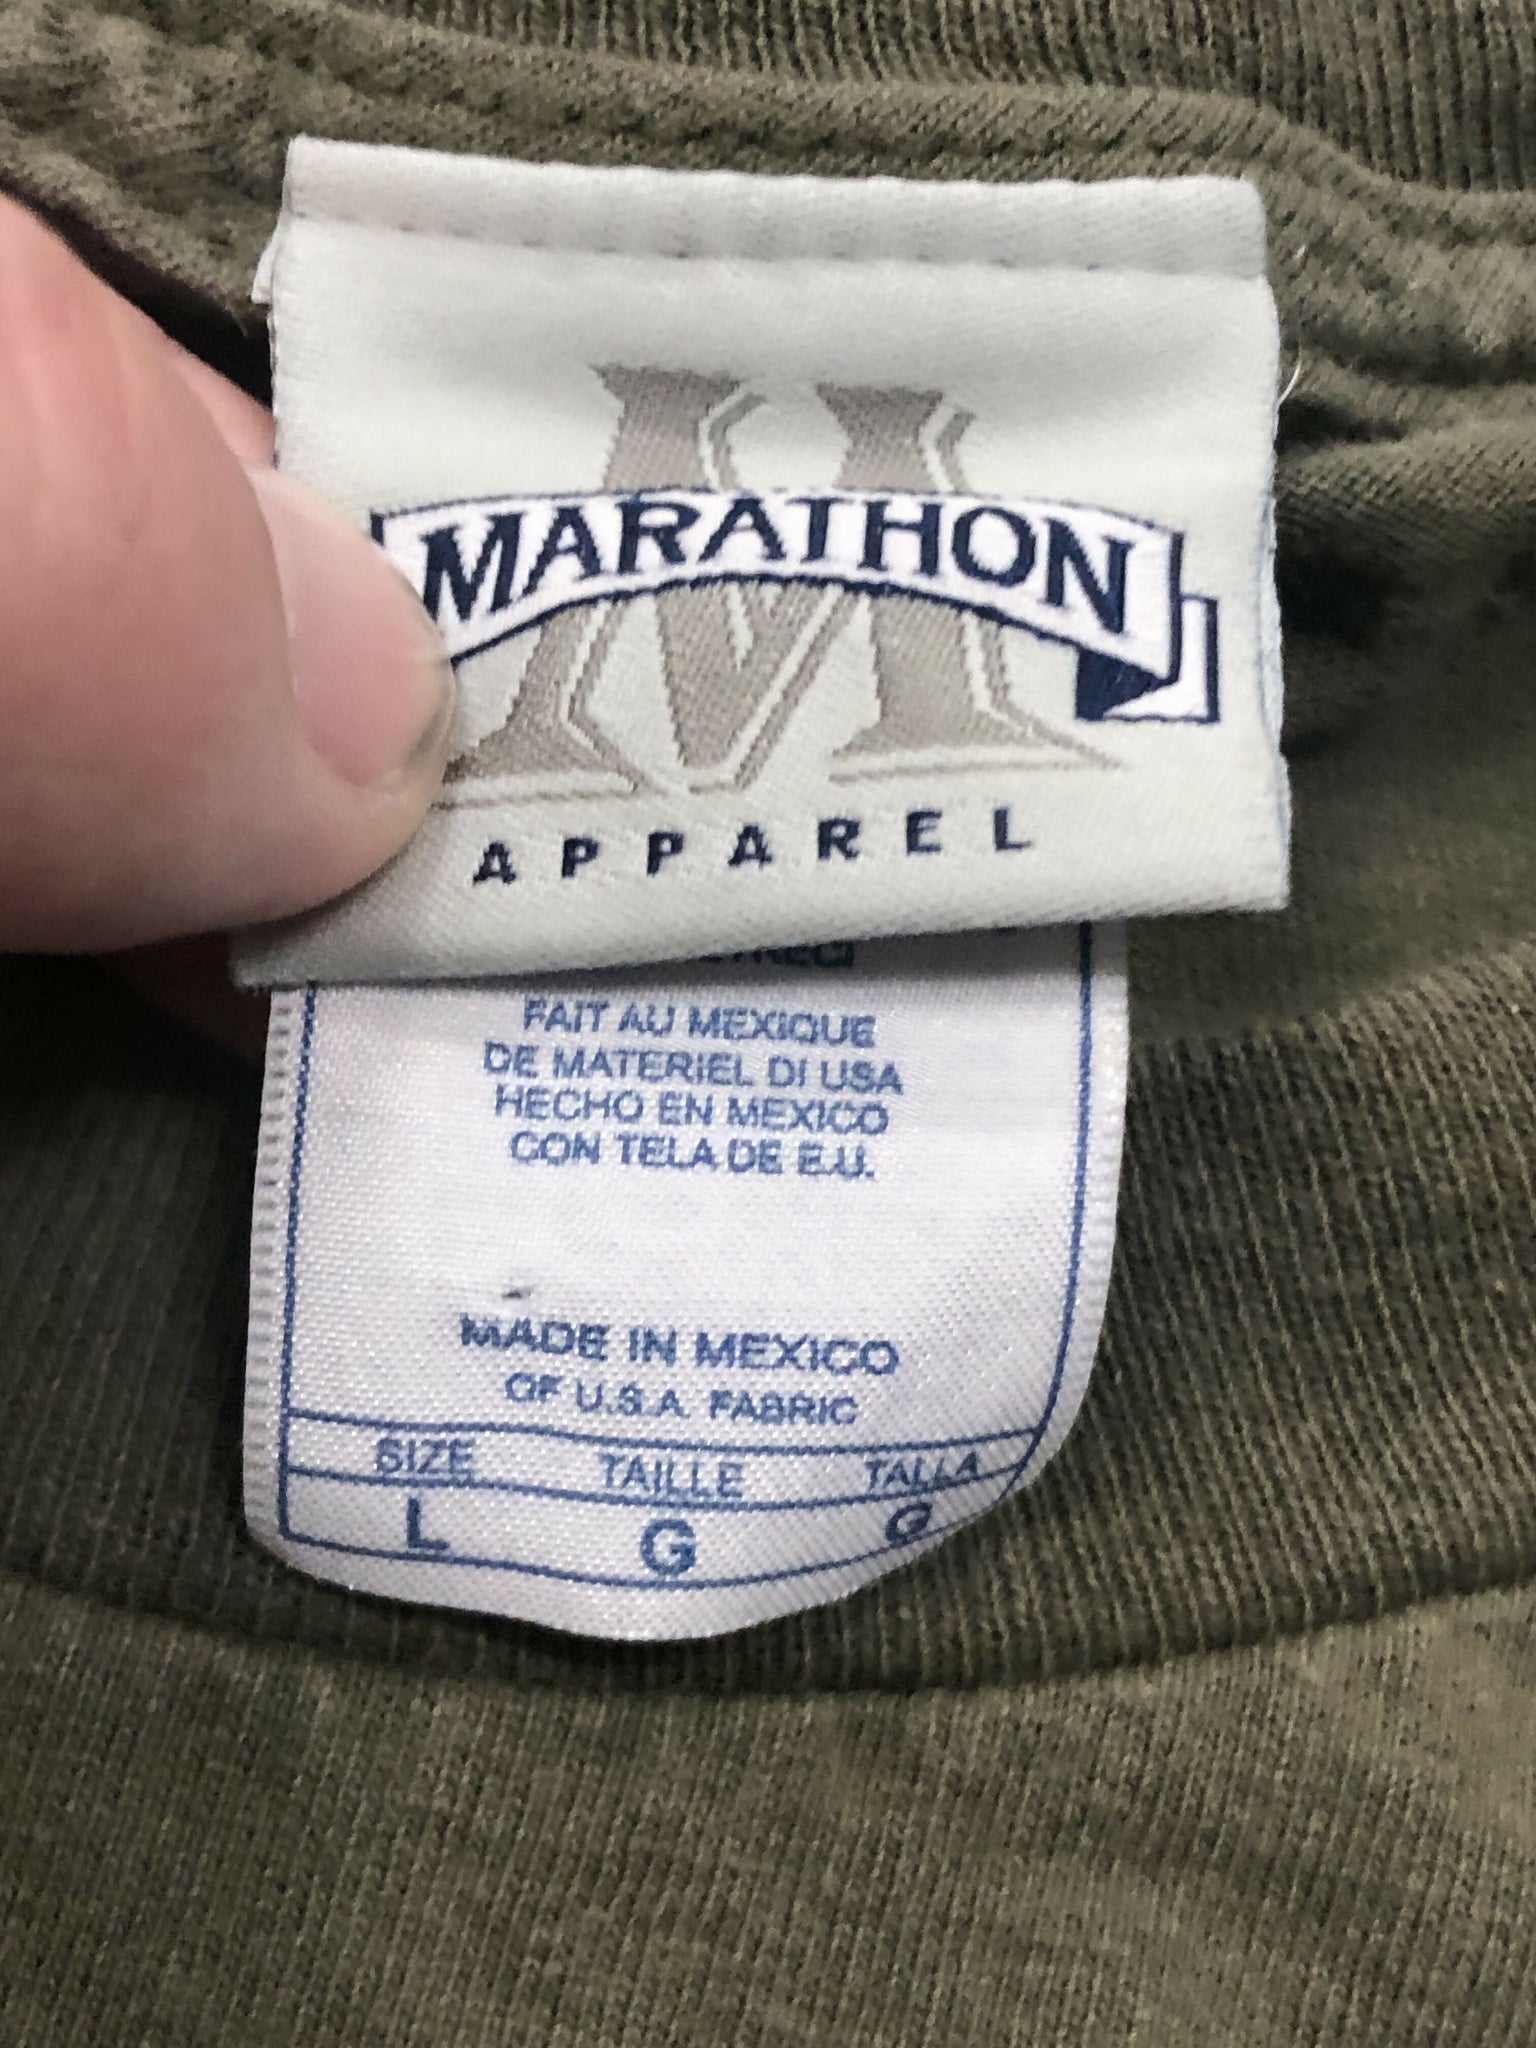 MARATHON
APPAREL
FAIT AU MEXIQUE
DE MATERIEL DI USA
HECHO EN MEXICO
CON TELA DE E.U.
MADE IN MEXICO
OF U.S.A. FABRIC
SIZE TAILLE TALLA
L G G